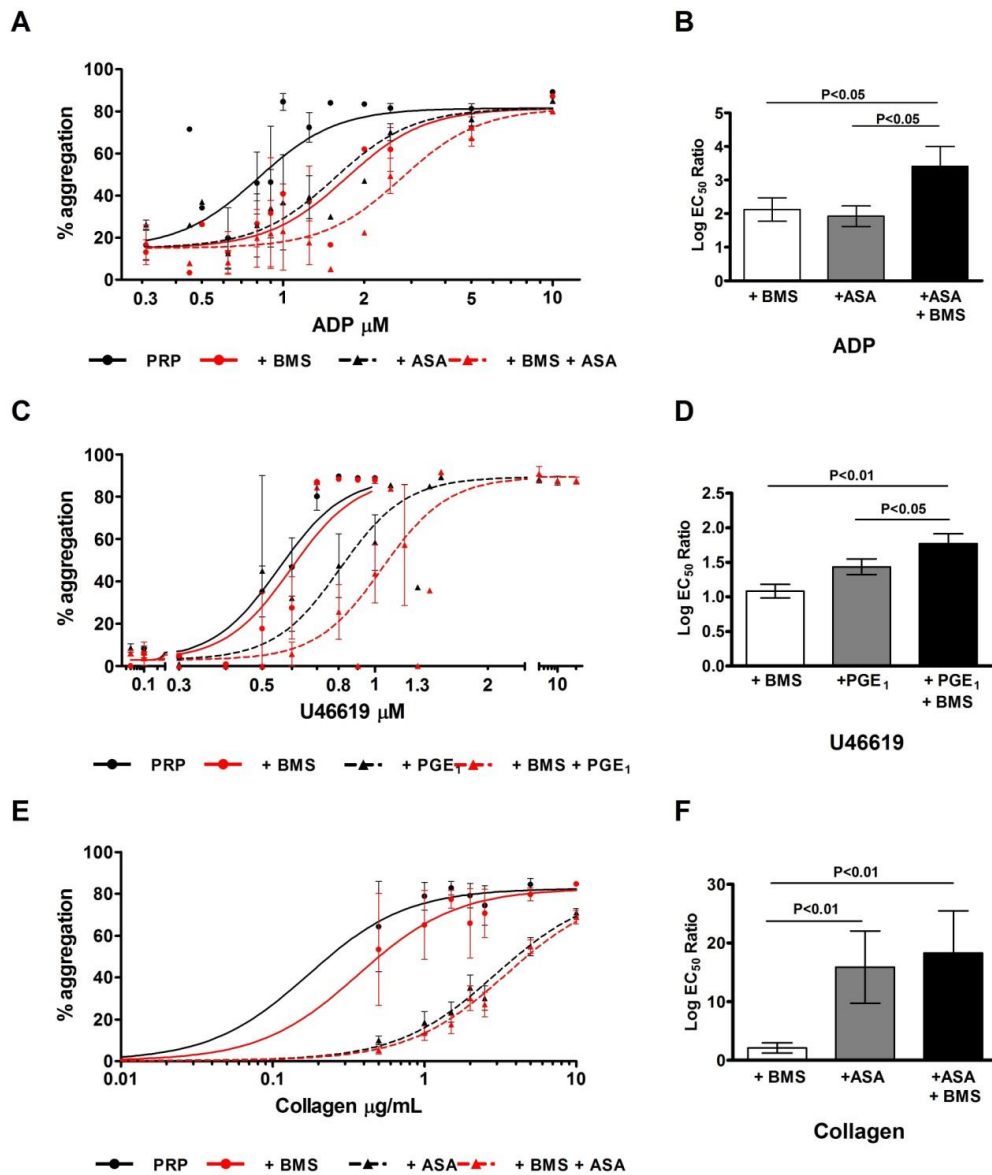 A
% aggregation
100
80
60
40
20
0
0.3 0.5 1 2 5 10
ADP μM
PRP + BMS + ASA + BMS + ASA
B
P<0.05
P<0.05
Log EC50 Ratio
5
4
3
2
1
0
+ BMS +ASA +ASA
+ BMS
ADP
C
% aggregation
100
80
60
40
20
0
0.1 0.3 0.5 0.8 1 1.3 2 10
U46619 μM
PRP + BMS + PGE1 + BMS + PGE1
D
P<0.01
P<0.05
Log EC50 Ratio
2.5
2.0
1.5
1.0
0.5
0.0
+ BMS +PGE1 + PGE1
+ BMS
U46619
E
% aggregation
100
80
60
40
20
0
0.01 0.1 1 10
Collagen μg/mL
PRP + BMS + ASA + BMS + ASA
F
P<0.01
P<0.01
Log EC50 Ratio
30
20
10
0
+ BMS +ASA +ASA
+ BMS
Collagen